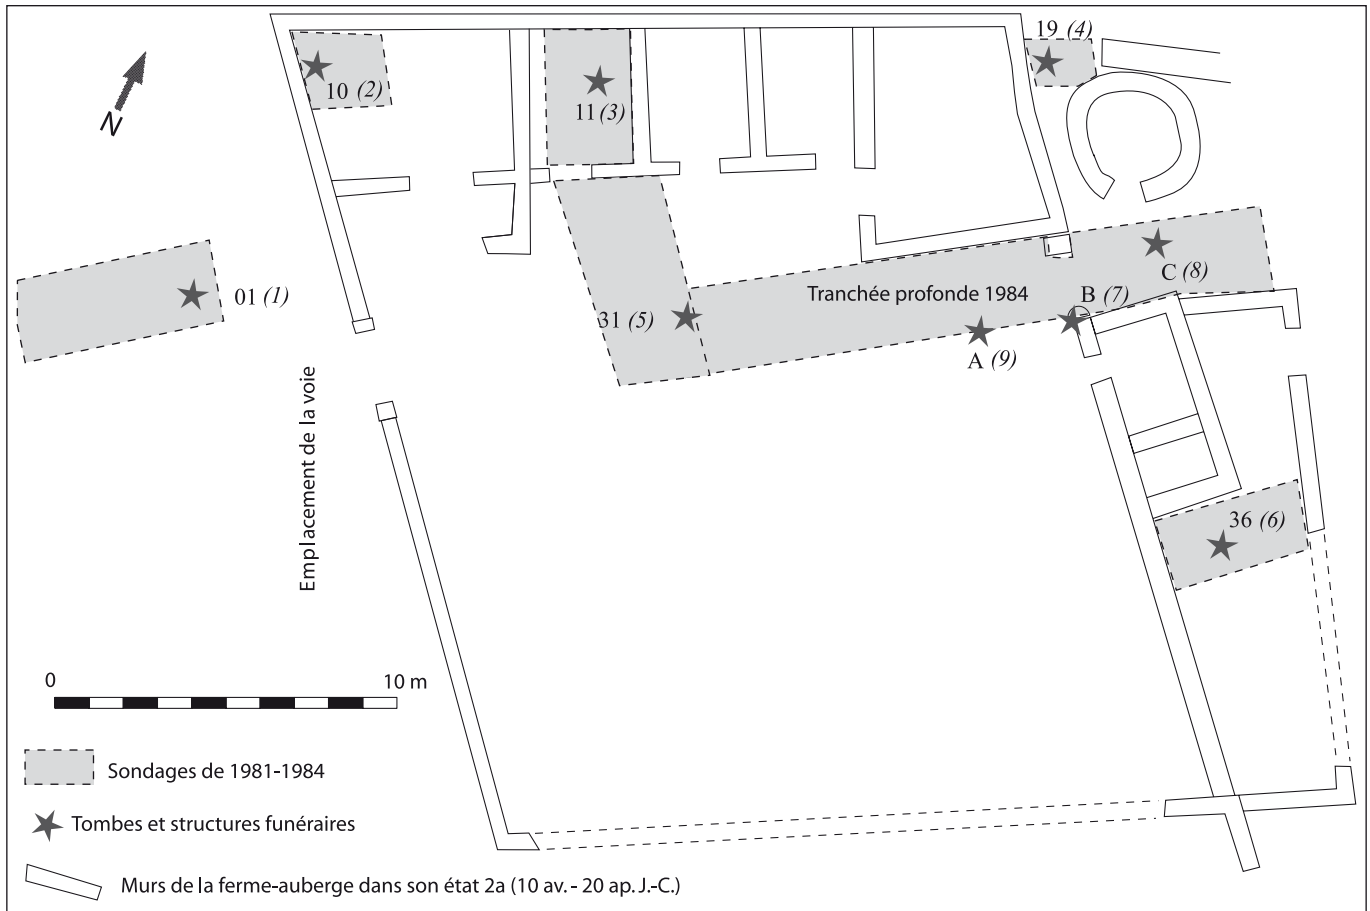 19 (4)
10 (2)
11 (3)
N
C (8)
01 (1)
B (7)
Tranchée profonde 1984
31 (5)
A (9)
Emplacement de la voie
36 (6)
0 10 m
Sondages de 1981-1984
Tombes et structures funéraires
Murs de la ferme-auberge dans son état 2a (10 av. - 20 ap. J.-C.)